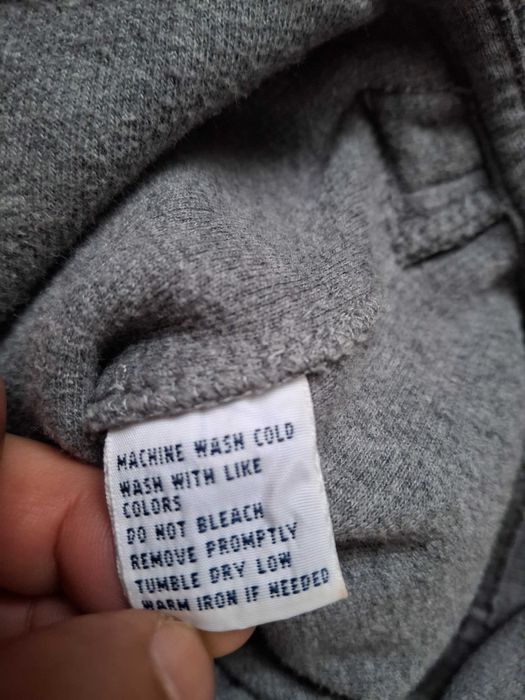 MACHINE WASH COLD
WASH WITH LIKE
COLORS
DO NOT BLEACH
REMOVE PROMPTLY
TUMBLE DRY LOW
WARM IRON IF NEEDED